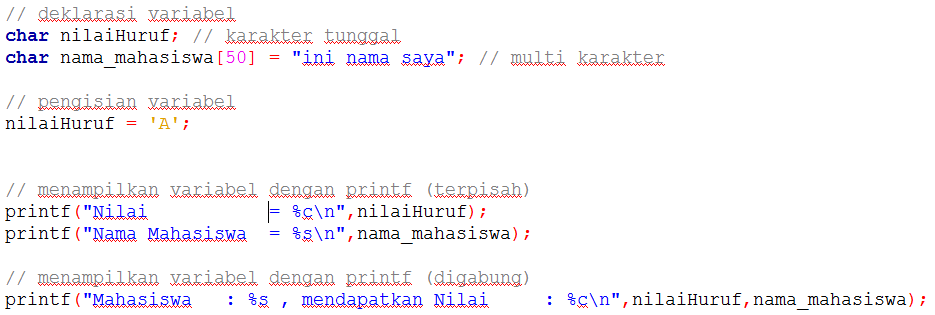 // deklarasi variabel
char nilaiHuruf; // karakter tunggal
char nama_mahasiswa[50] = "ini nama saya"; // multi karakter
// pengisian variabel
nilaiHuruf = 'A';
// menampilkan variabel dengan printf (terpisah)
printf("Nilai           = %c\n",nilaiHuruf);
printf("Nama Mahasiswa  = %s\n",nama_mahasiswa);
// menampilkan variabel dengan printf (digabung)
printf("Mahasiswa   : %s , mendapatkan Nilai     : %c\n",nilaiHuruf,nama_mahasiswa);